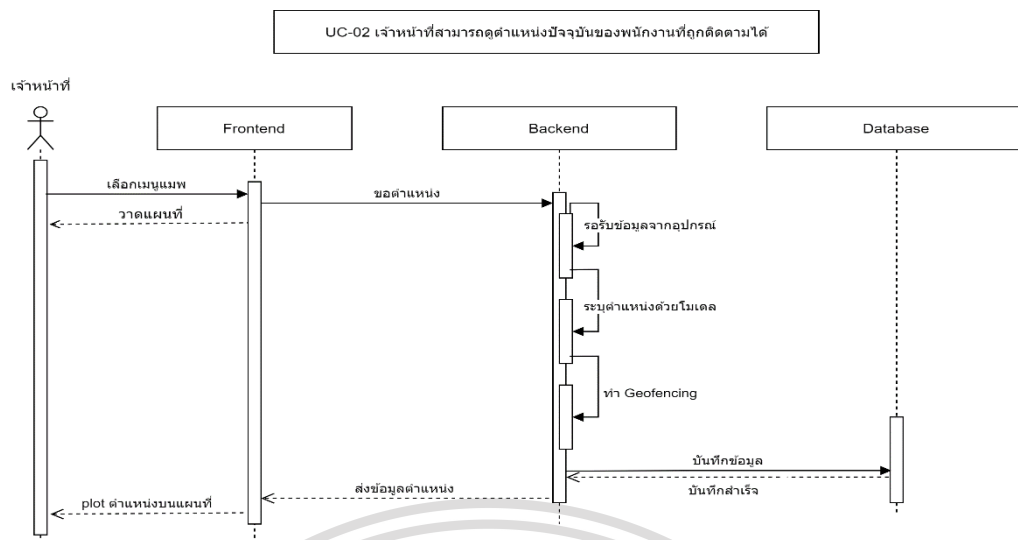 UC-02 เจ้าหน้าที่สามารถดูตำแหน่งปัจจุบันของพนักงานที่ถูกติดตามได้
เจ้าหน้าที่
Frontend
Backend
Database
เลือกเมนูแมพ
ขอตำแหน่ง
วาดแผนที่
รอรับข้อมูลจากอุปกรณ์
ระบุตำแหน่งด้วยโมเดล
ทำ Geofencing
บันทึกข้อมูล
บันทึกสำเร็จ
ส่งข้อมูลตำแหน่ง
plot ตำแหน่งบนแผนที่